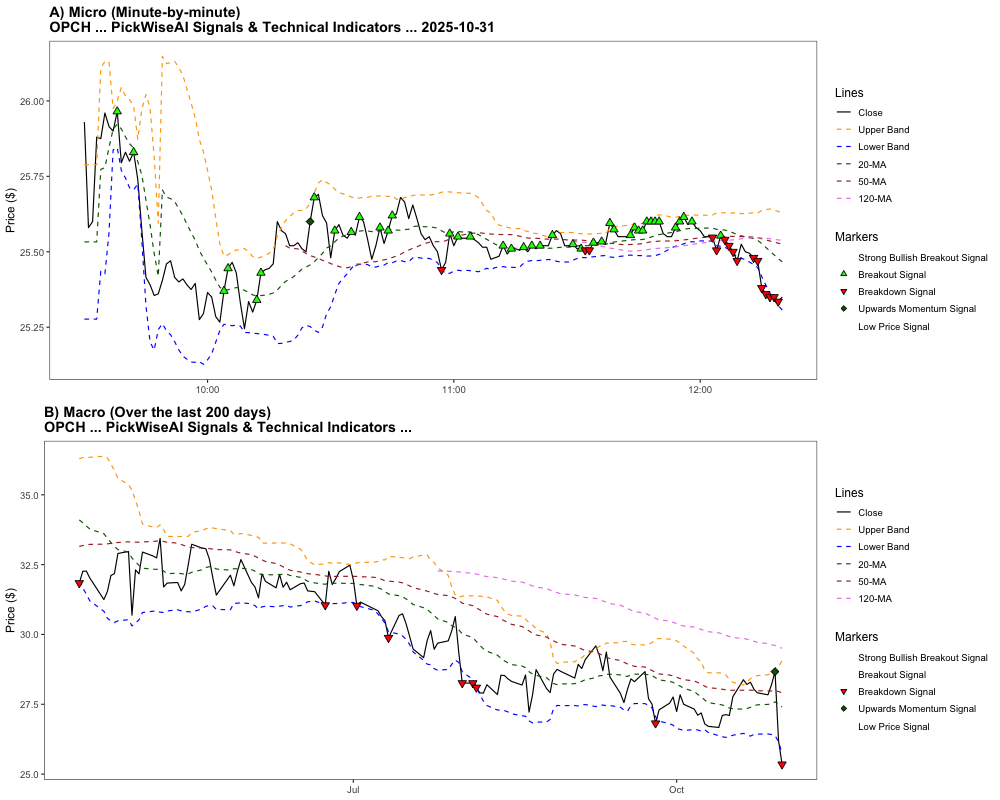 A) Micro (Minute-by-minute)
OPCH ... PickWiseAI Signals & Technical Indicators ... 2025-10-31
Price ($)
26.00
25.75
25.50
25.25
10:00
11:00
12:00
Lines
Close
Upper Band
Lower Band
20-MA
50-MA
120-MA
Markers
Strong Bullish Breakout Signal
Breakout Signal
Breakdown Signal
Upwards Momentum Signal
Low Price Signal
B) Macro (Over the last 200 days)
OPCH ... PickWiseAI Signals & Technical Indicators ...
Price ($)
35.0
32.5
30.0
27.5
25.0
Jul
Oct
Lines
Close
Upper Band
Lower Band
20-MA
50-MA
120-MA
Markers
Strong Bullish Breakout Signal
Breakout Signal
Breakdown Signal
Upwards Momentum Signal
Low Price Signal